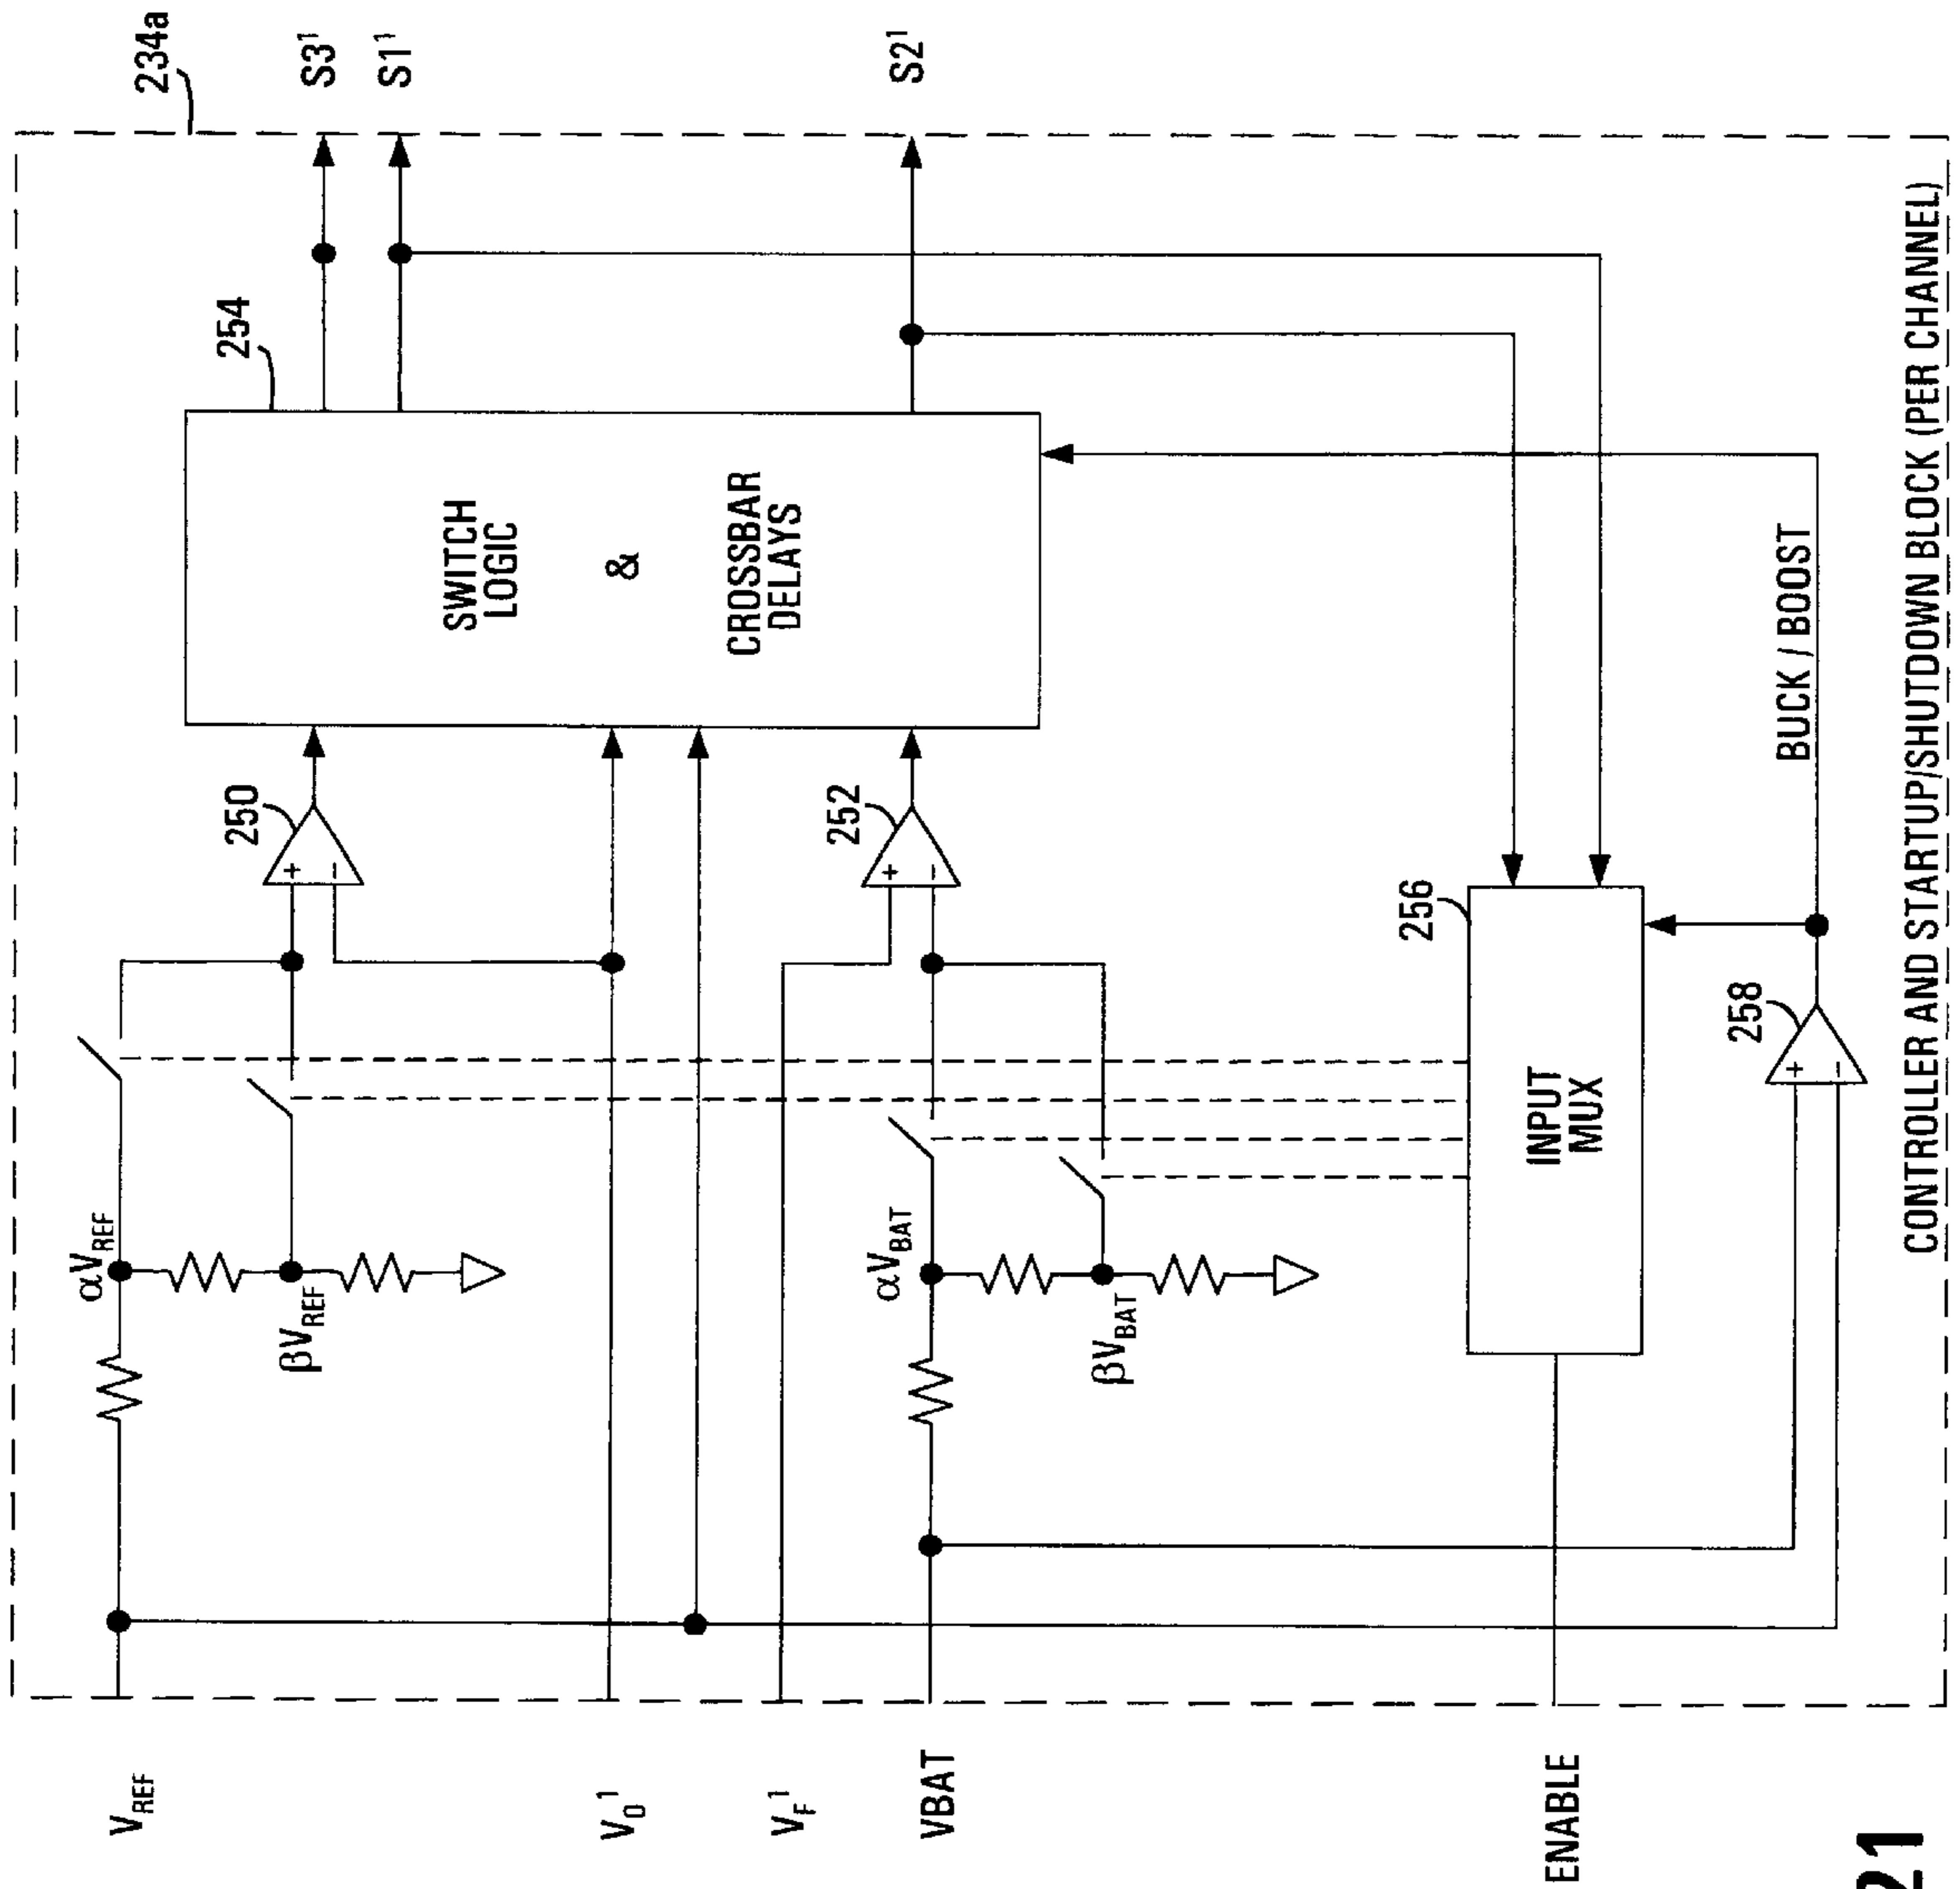 234a
S3¹
S1¹
S2¹
254
SWITCH
LOGIC
&
CROSSBAR
DELAYS
250
+
−
252
+
−
256
INPUT
MUX
258
+
−
BUCK / BOOST
αV_REF
βV_REF
αV_BAT
βV_BAT
V_REF
V_O¹
V_F¹
VBAT
ENABLE
CONTROLLER AND STARTUP/SHUTDOWN BLOCK (PER CHANNEL)
21